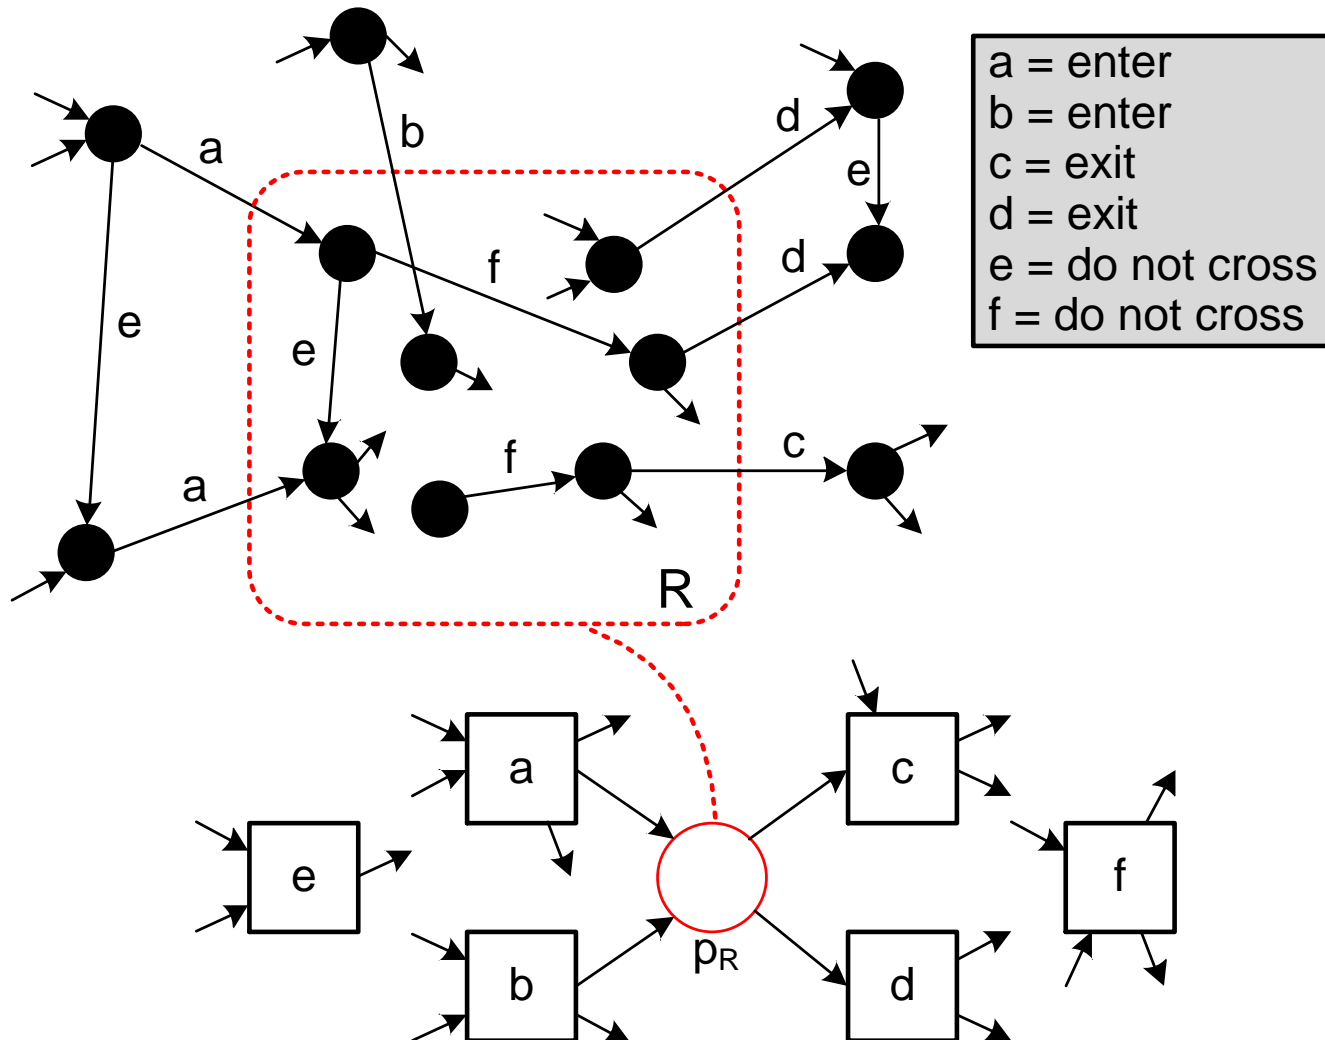 a = enter
b = enter
c = exit
d = exit
e = do not cross
f = do not cross
a
b
d
e
f
d
e
e
a
f
c
R
a
c
e
f
b
pR
d